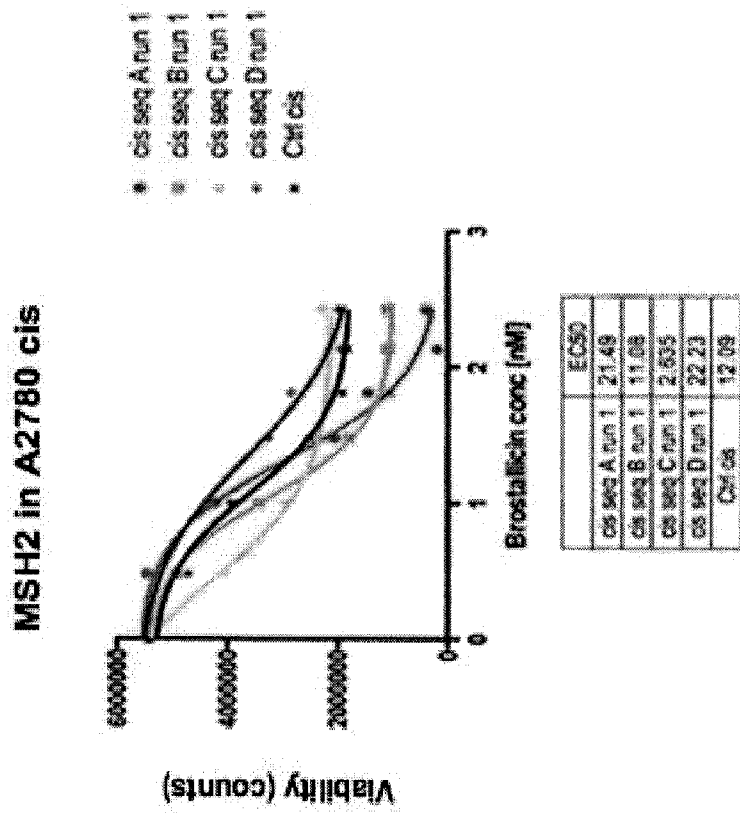 MSH2 in A2780 cis
Viability (counts)
6000000
4000000
2000000
0
0
1
2
3
Brostallicin conc [nM]
cis seq A run 1
cis seq B run 1
cis seq C run 1
cis seq D run 1
Ctrl cis
EC50
cis seq A run 1 21.49
cis seq B run 1 11.08
cis seq C run 1 2.635
cis seq D run 1 22.23
Ctrl cis 12.09